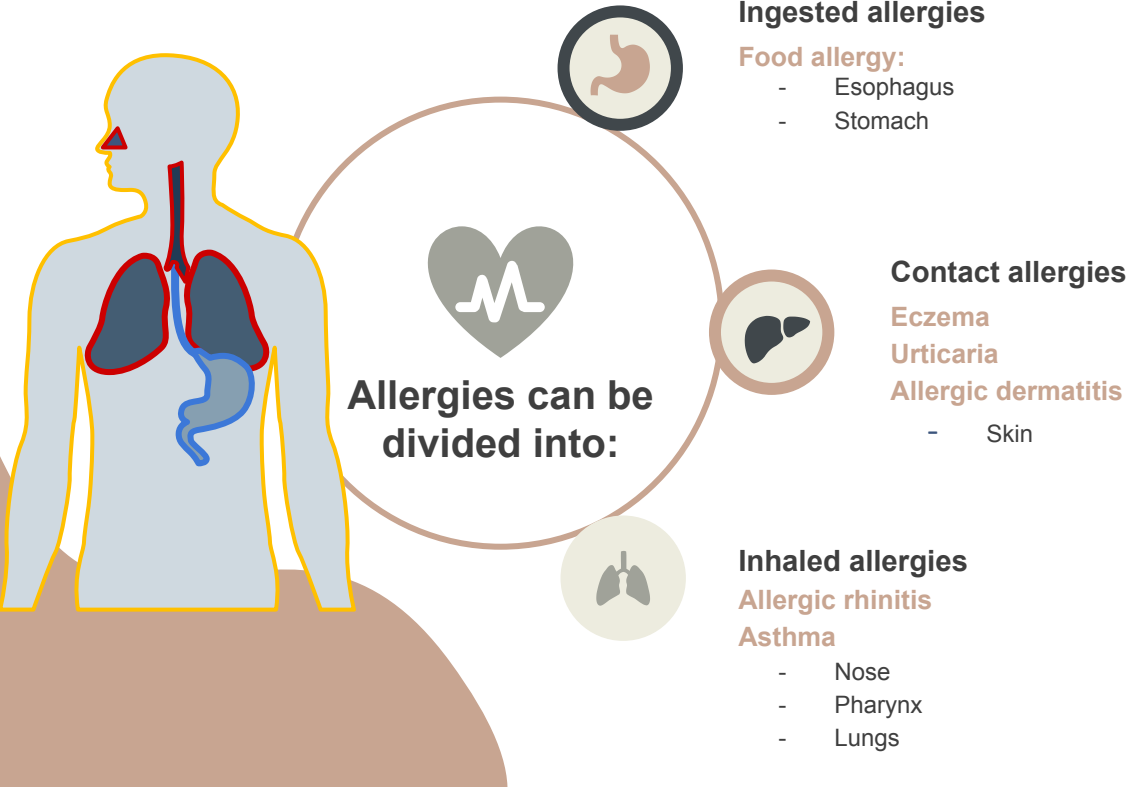 Ingested allergies
Food allergy:
- Esophagus
- Stomach
Allergies can be
divided into:
Contact allergies
Eczema
Urticaria
Allergic dermatitis
- Skin
Inhaled allergies
Allergic rhinitis
Asthma
- Nose
- Pharynx
- Lungs